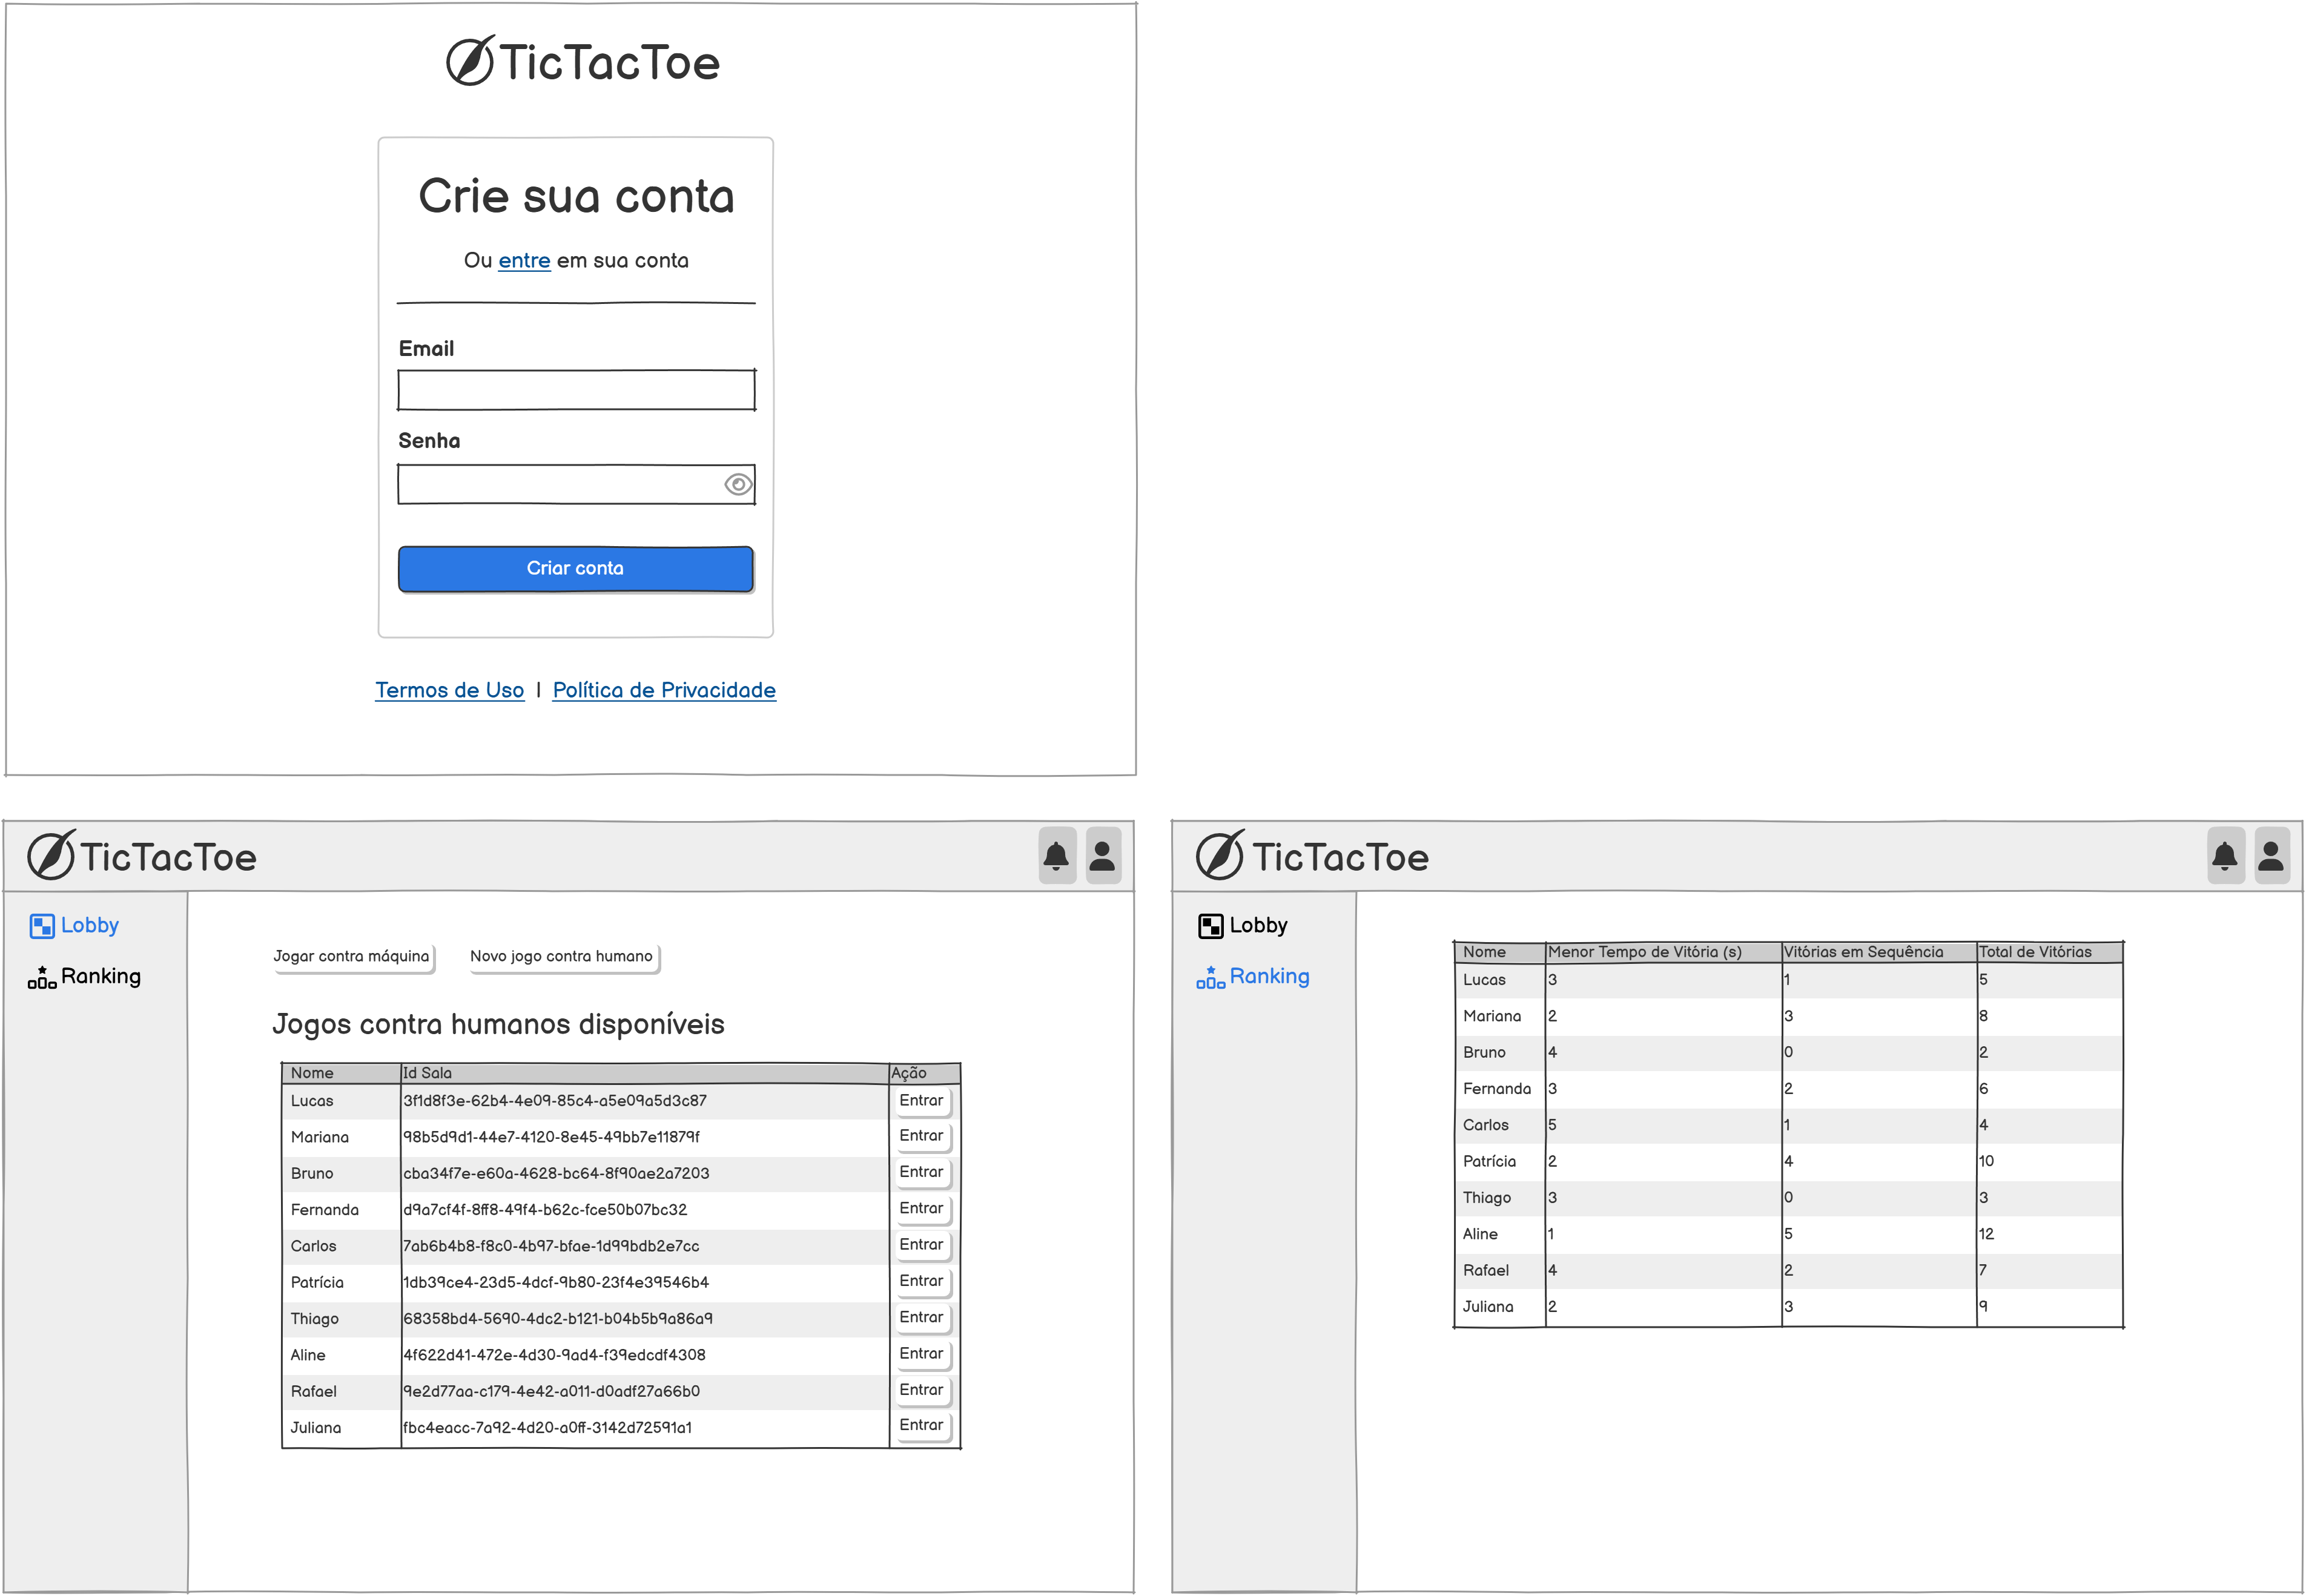 TicTacToe
Crie sua conta
Ou entre em sua conta
Email
Senha
Criar conta
Termos de Uso | Política de Privacidade
TicTacToe
Lobby
Ranking
Jogar contra máquina Novo jogo contra humano
Jogos contra humanos disponíveis
Nome Id Sala Ação
Lucas 3f1d8f3e-62b4-4e09-85c4-a5e09a5d3c87 Entrar
Mariana 98b5d9d1-44e7-4120-8e45-49bb7e11879f Entrar
Bruno cba34f7e-e60a-4628-bc64-8f90ae2a7203 Entrar
Fernanda d9a7cf4f-8ff8-49f4-b62c-fce50b07bc32 Entrar
Carlos 7ab6b4b8-f8c0-4b97-bfae-1d99bdb2e7cc Entrar
Patrícia 1db39ce4-23d5-4dcf-9b80-23f4e39546b4 Entrar
Thiago 68358bd4-5690-4dc2-b121-b04b5b9a86a9 Entrar
Aline 4f622d41-472e-4d30-9ad4-f39edcdf4308 Entrar
Rafael 9e2d77aa-c179-4e42-a011-d0adf27a66b0 Entrar
Juliana fbc4eacc-7a92-4d20-a0ff-3142d72591a1 Entrar
TicTacToe
Lobby
Ranking
Nome Menor Tempo de Vitória (s) Vitórias em Sequência Total de Vitórias
Lucas 3 1 5
Mariana 2 3 8
Bruno 4 0 2
Fernanda 3 2 6
Carlos 5 1 4
Patrícia 2 4 10
Thiago 3 0 3
Aline 1 5 12
Rafael 4 2 7
Juliana 2 3 9